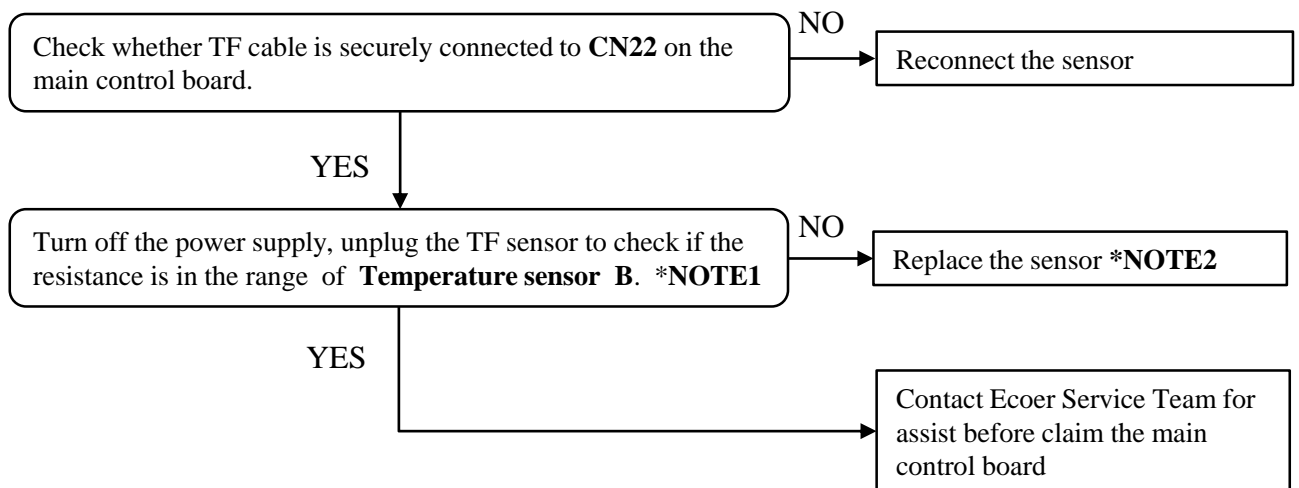 NO
Check whether TF cable is securely connected to CN22 on the
main control board.
Reconnect the sensor
YES
NO
Turn off the power supply, unplug the TF sensor to check if the
resistance is in the range of Temperature sensor B. *NOTE1
Replace the sensor *NOTE2
YES
Contact Ecoer Service Team for
assist before claim the main
control board